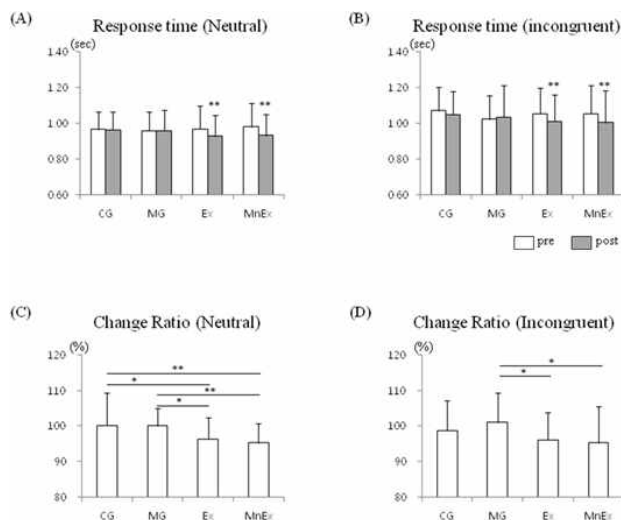 (A) Response time (Neutral)
(sec)
1.40
1.20
1.00
0.80
0.60
** **
CG MG Ex MnEx
(B) Response time (incongruent)
(sec)
1.40
1.20
1.00
0.80
0.60
** **
CG MG Ex MnEx
pre post
(C) Change Ratio (Neutral)
(%)
120
110
100
90
80
**
*
**
*
CG MG Ex MnEx
(D) Change Ratio (Incongruent)
(%)
120
110
100
90
80
*
*
CG MG Ex MnEx